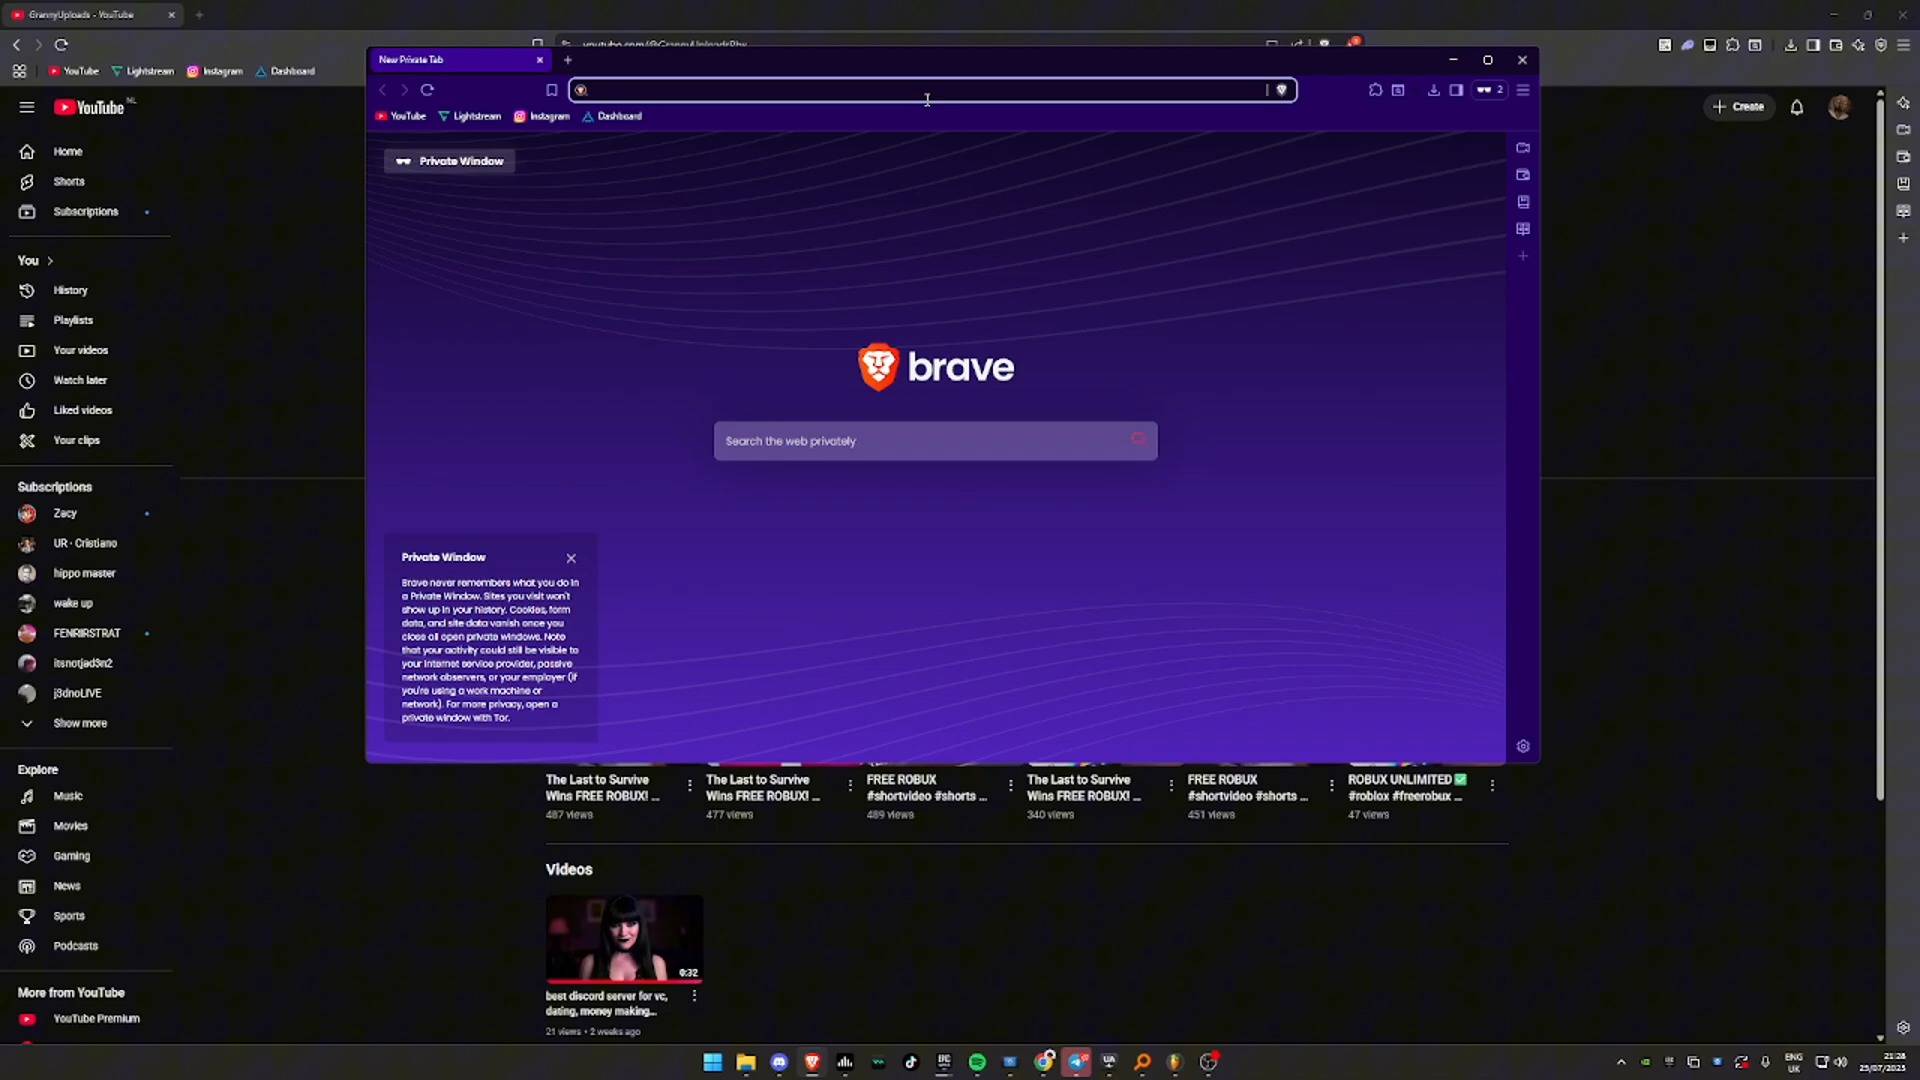 GrannyUploads - YouTube
youtube.com/@GrannyUploadsRbx
YouTube
Lightstream
Instagram
Dashboard
YouTube NL
Create
Home
Shorts
Subscriptions
You
History
Playlists
Your videos
Watch later
Liked videos
Your clips
Subscriptions
Zacy
UR · Cristiano
hippo master
wake up
FENRIRSTRAT
itsnotjad3n2
j3dnoLIVE
Show more
Explore
Music
Movies
Gaming
News
Sports
Podcasts
More from YouTube
YouTube Premium
New Private Tab
2
YouTube
Lightstream
Instagram
Dashboard
Private Window
brave
Search the web privately
Private Window
Brave never remembers what you do in
a Private Window. Sites you visit won't
show up in your history. Cookies, form
data, and site data vanish once you
close all open private windows. Note
that your activity could still be visible to
your internet service provider, passive
network observers, or your employer (if
you're using a work machine or
network). For more privacy, open a
private window with Tor.
The Last to Survive
Wins FREE ROBUX! ...
487 views
The Last to Survive
Wins FREE ROBUX! ...
477 views
FREE ROBUX
#shortvideo #shorts ...
489 views
The Last to Survive
Wins FREE ROBUX! ...
340 views
FREE ROBUX
#shortvideo #shorts ...
451 views
ROBUX UNLIMITED ✅
#roblox #freerobux ...
47 views
Videos
0:32
best discord server for vc,
dating, money making...
21 views • 2 weeks ago
ENG
UK
21:28
25/07/2025